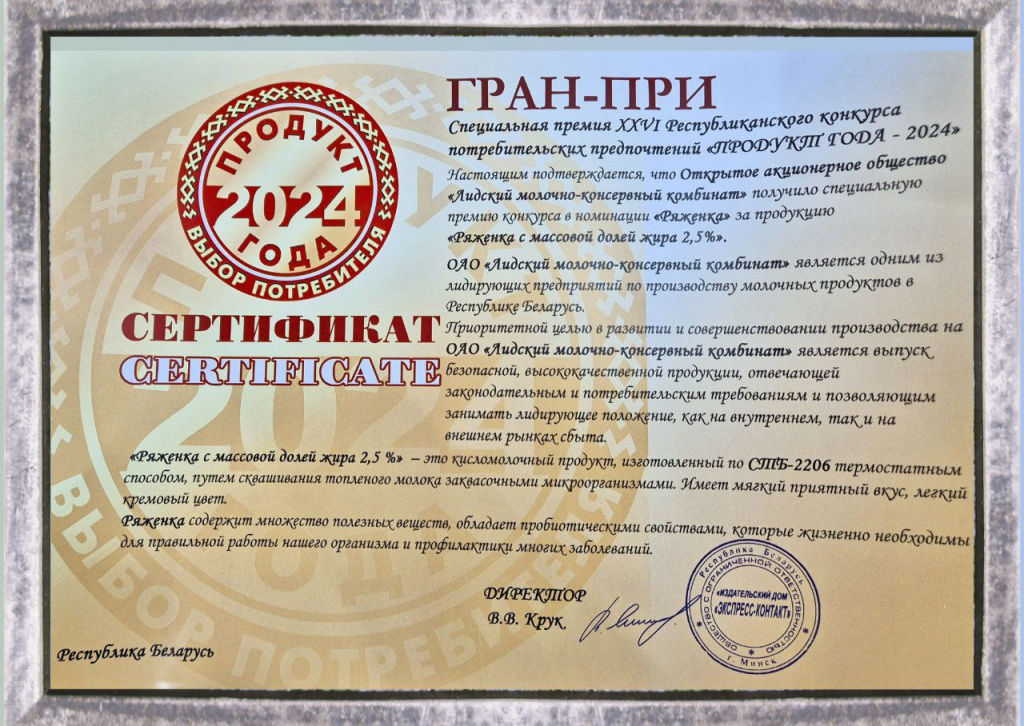 ПРОДУКТ
2024
ГОДА
ВЫБОР ПОТРЕБИТЕЛЯ
СЕРТИФИКАТ
CERTIFICATE
ГРАН-ПРИ
Специальная премия XXVI Республиканского конкурса
потребительских предпочтений «ПРОДУКТ ГОДА - 2024»
Настоящим подтверждается, что Открытое акционерное общество
«Лидский молочно-консервный комбинат» получило специальную
премию конкурса в номинации «Ряженка» за продукцию
«Ряженка с массовой долей жира 2,5%».
ОАО «Лидский молочно-консервный комбинат» является одним из
лидирующих предприятий по производству молочных продуктов в
Республике Беларусь.
Приоритетной целью в развитии и совершенствовании производства на
ОАО «Лидский молочно-консервный комбинат» является выпуск
безопасной, высококачественной продукции, отвечающей
законодательным и потребительским требованиям и позволяющим
занимать лидирующее положение, как на внутреннем, так и на
внешнем рынках сбыта.
«Ряженка с массовой долей жира 2,5 %» – это кисломолочный продукт, изготовленный по СТБ-2206 термостатным
способом, путем сквашивания топленого молока заквасочными микроорганизмами. Имеет мягкий приятный вкус, легкий
кремовый цвет.
Ряженка содержит множество полезных веществ, обладает пробиотическими свойствами, которые жизненно необходимы
для правильной работы нашего организма и профилактики многих заболеваний.
ДИРЕКТОР
В.В. Крук
Республика Беларусь
ОБЩЕСТВО С ОГРАНИЧЕННОЙ ОТВЕТСТВЕННОСТЬЮ
«ИЗДАТЕЛЬСКИЙ ДОМ
«ЭКСПРЕСС-КОНТАКТ»
г. Минск
Республика Беларусь
2024
ВЫБОР ПОТРЕБИТЕЛЯ